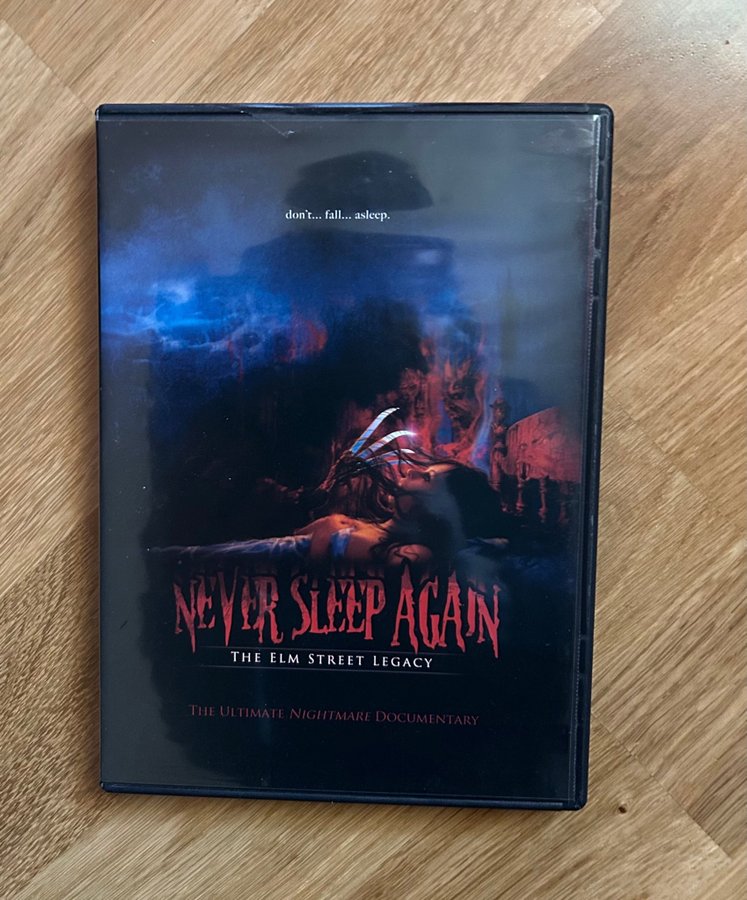 don't... fall... asleep.
NEVER SLEEP AGAIN
THE ELM STREET LEGACY
THE ULTIMATE NIGHTMARE DOCUMENTARY